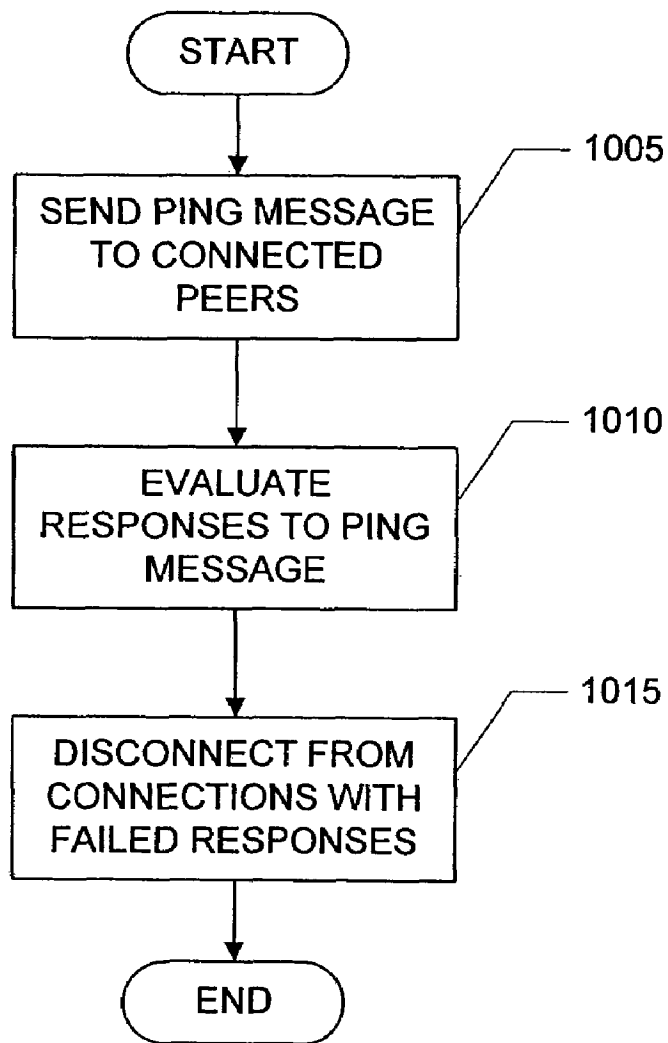 START
1005
SEND PING MESSAGE
TO CONNECTED
PEERS
1010
EVALUATE
RESPONSES TO PING
MESSAGE
1015
DISCONNECT FROM
CONNECTIONS WITH
FAILED RESPONSES
END